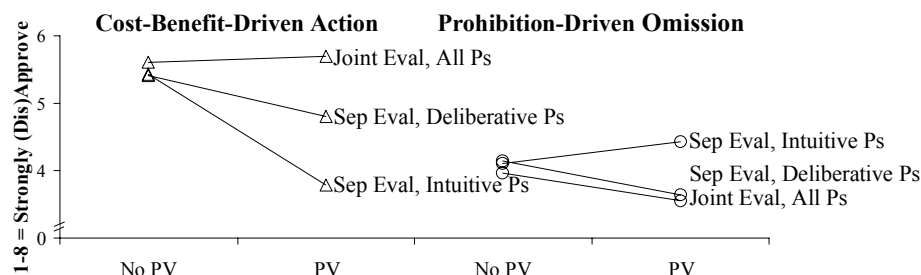 Cost-Benefit-Driven Action Prohibition-Driven Omission
1-8 = Strongly (Dis)Approve
6
5
4
0
Joint Eval, All Ps
Sep Eval, Deliberative Ps
Sep Eval, Intuitive Ps
Sep Eval, Intuitive Ps
Sep Eval, Deliberative Ps
Joint Eval, All Ps
No PV PV No PV PV